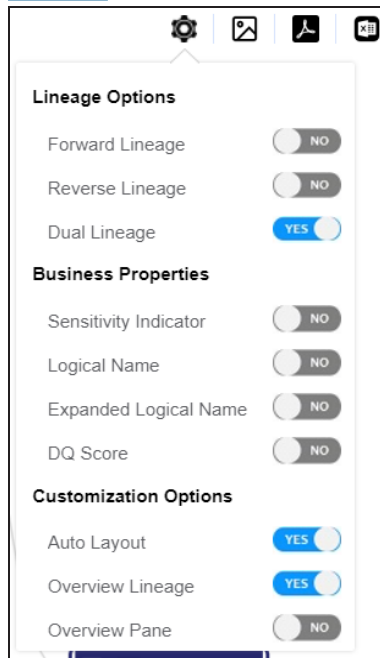 Lineage Options
Forward Lineage NO
Reverse Lineage NO
Dual Lineage YES
Business Properties
Sensitivity Indicator NO
Logical Name NO
Expanded Logical Name NO
DQ Score NO
Customization Options
Auto Layout YES
Overview Lineage YES
Overview Pane NO